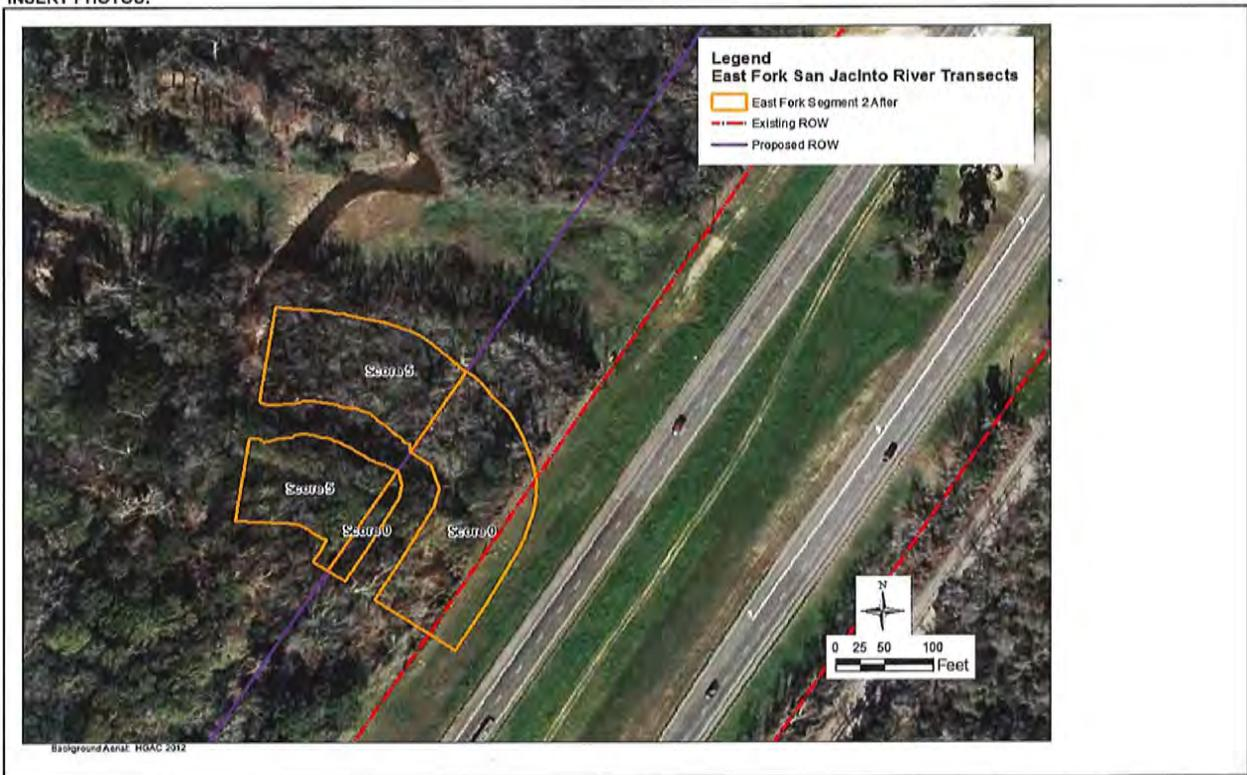 INSERT PHOTOS:
Legend
East Fork San Jacinto River Transects
East Fork Segment 2 After
Existing ROW
Proposed ROW
Score 5
Score 5
Score 0
Score 0
N
0 25 50 100
Feet
Background Aerial: HGAC 2012